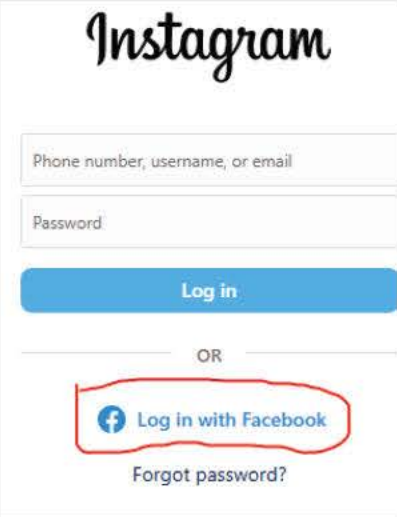 Instagram
Phone number, username, or email
Password
Log in
OR
Log in with Facebook
Forgot password?